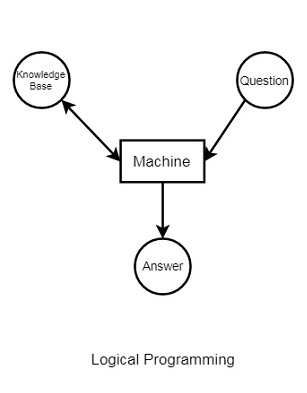 Knowledge
Base
Question
Machine
Answer
Logical Programming